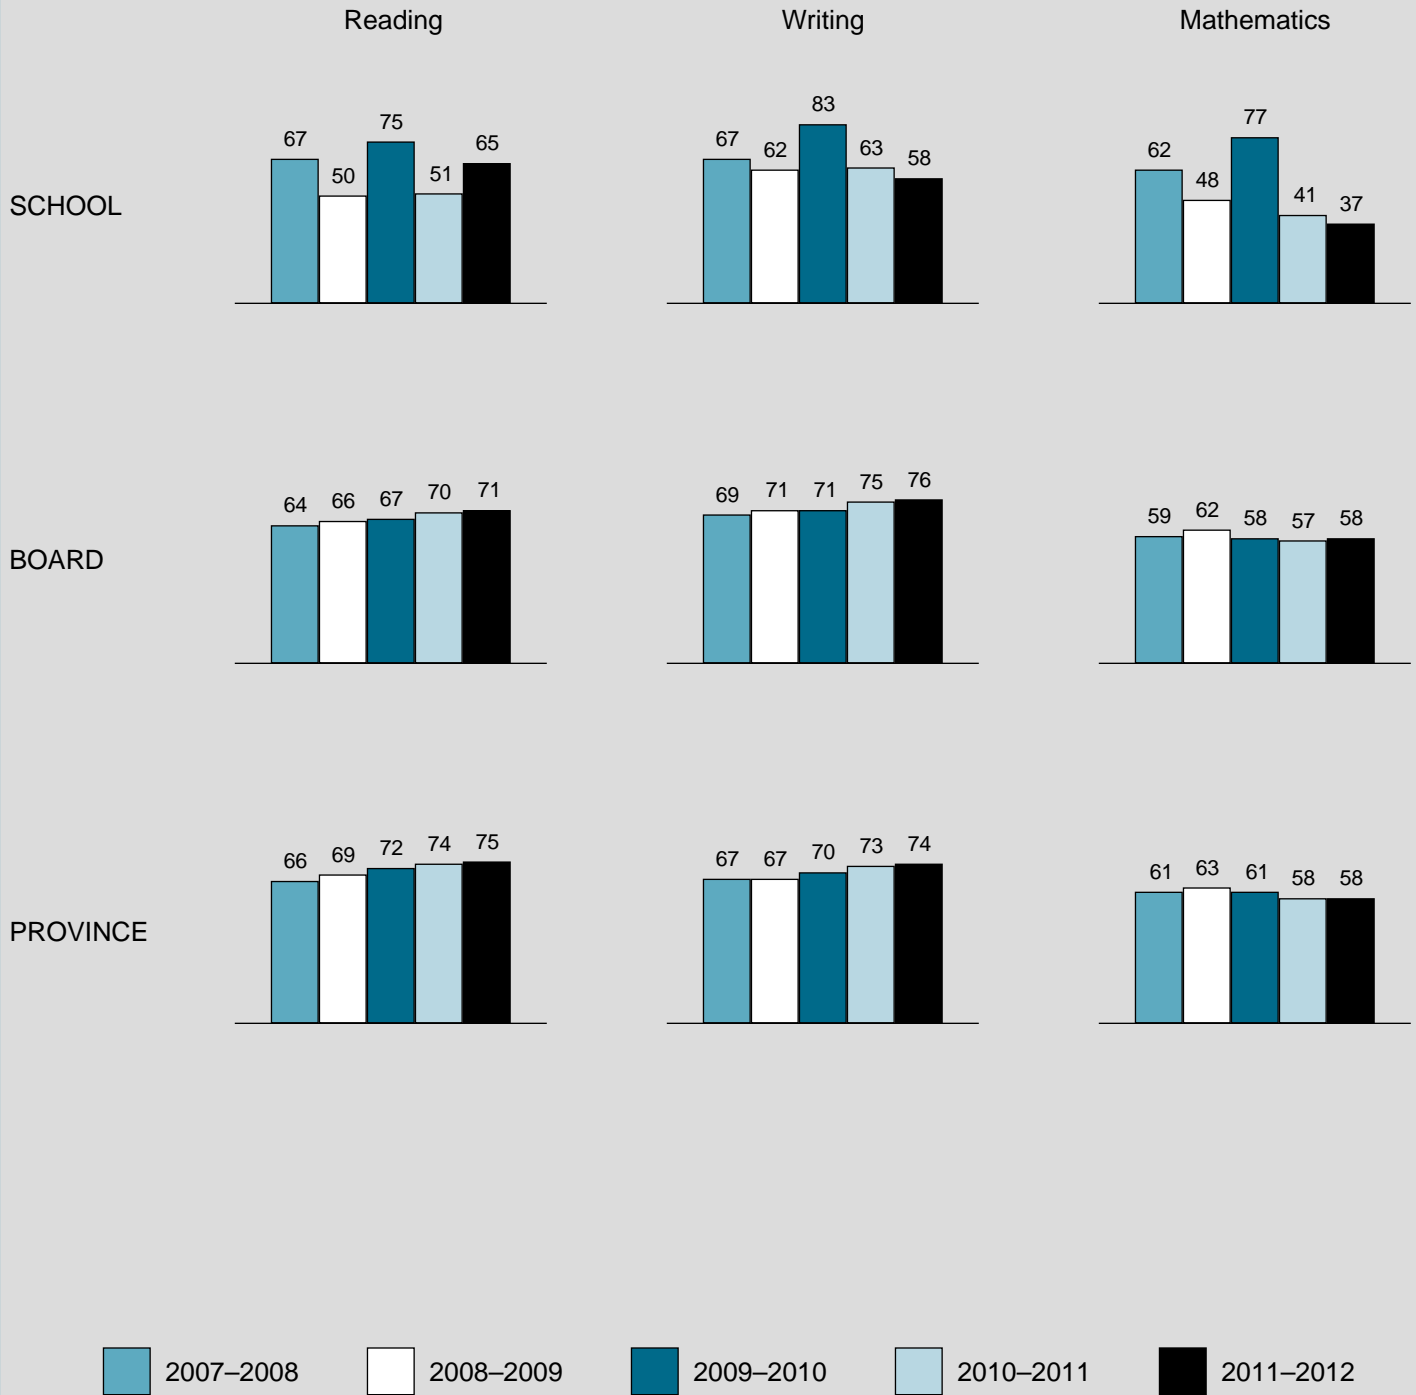 Reading Writing Mathematics
SCHOOL
67 50 75 51 65
67 62 83 63 58
62 48 77 41 37
BOARD
64 66 67 70 71
69 71 71 75 76
59 62 58 57 58
PROVINCE
66 69 72 74 75
67 67 70 73 74
61 63 61 58 58
2007–2008 2008–2009 2009–2010 2010–2011 2011–2012